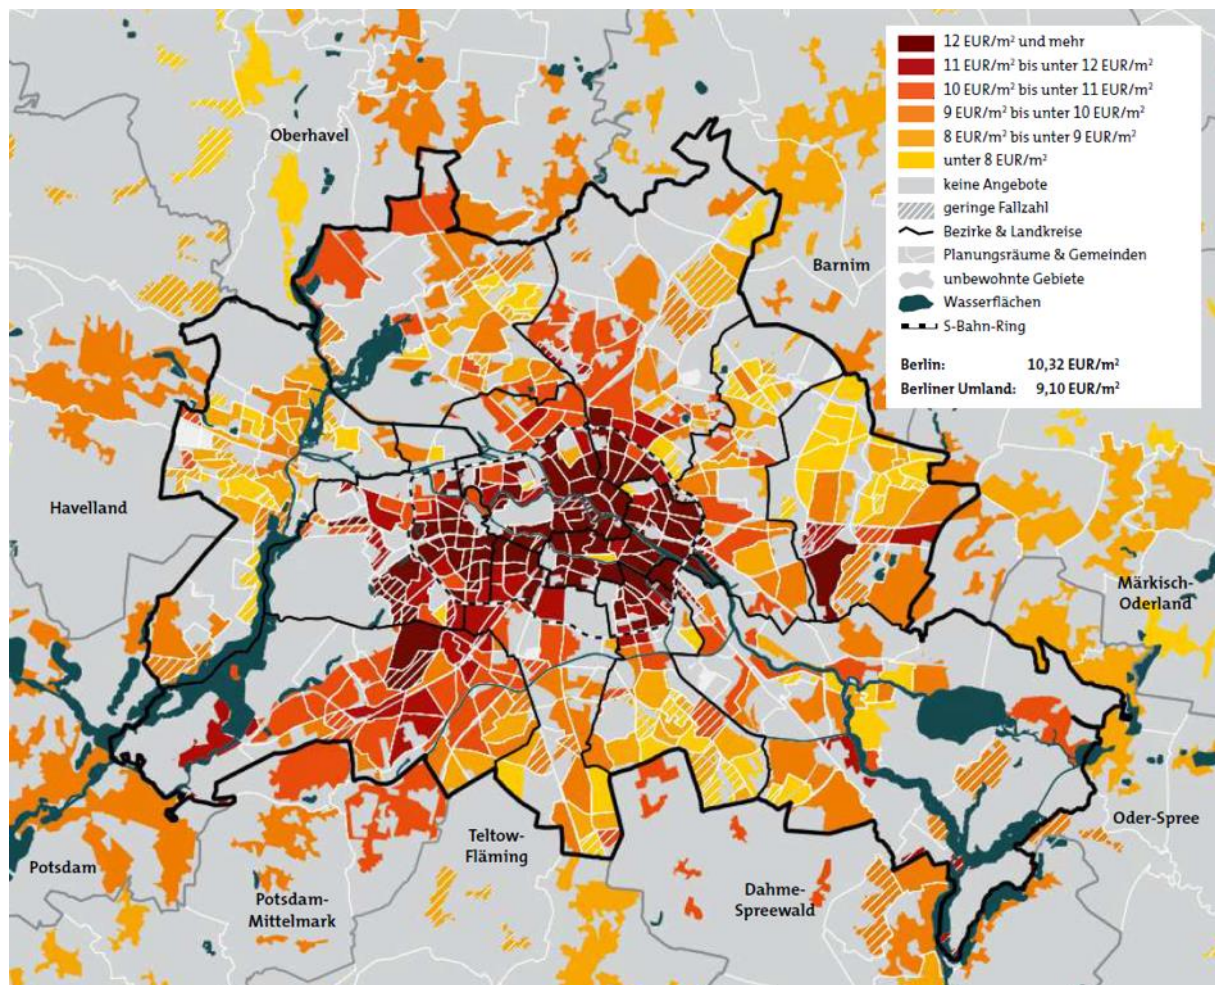 12 EUR/m² und mehr
11 EUR/m² bis unter 12 EUR/m²
10 EUR/m² bis unter 11 EUR/m²
9 EUR/m² bis unter 10 EUR/m²
8 EUR/m² bis unter 9 EUR/m²
unter 8 EUR/m²
keine Angebote
geringe Fallzahl
Bezirke & Landkreise
Planungsräume & Gemeinden
unbewohnte Gebiete
Wasserflächen
S-Bahn-Ring
Berlin: 10,32 EUR/m²
Berliner Umland: 9,10 EUR/m²
Oberhavel
Barnim
Havelland
Märkisch-
Oderland
Oder-Spree
Teltow-
Fläming
Potsdam
Potsdam-
Mittelmark
Dahme-
Spreewald